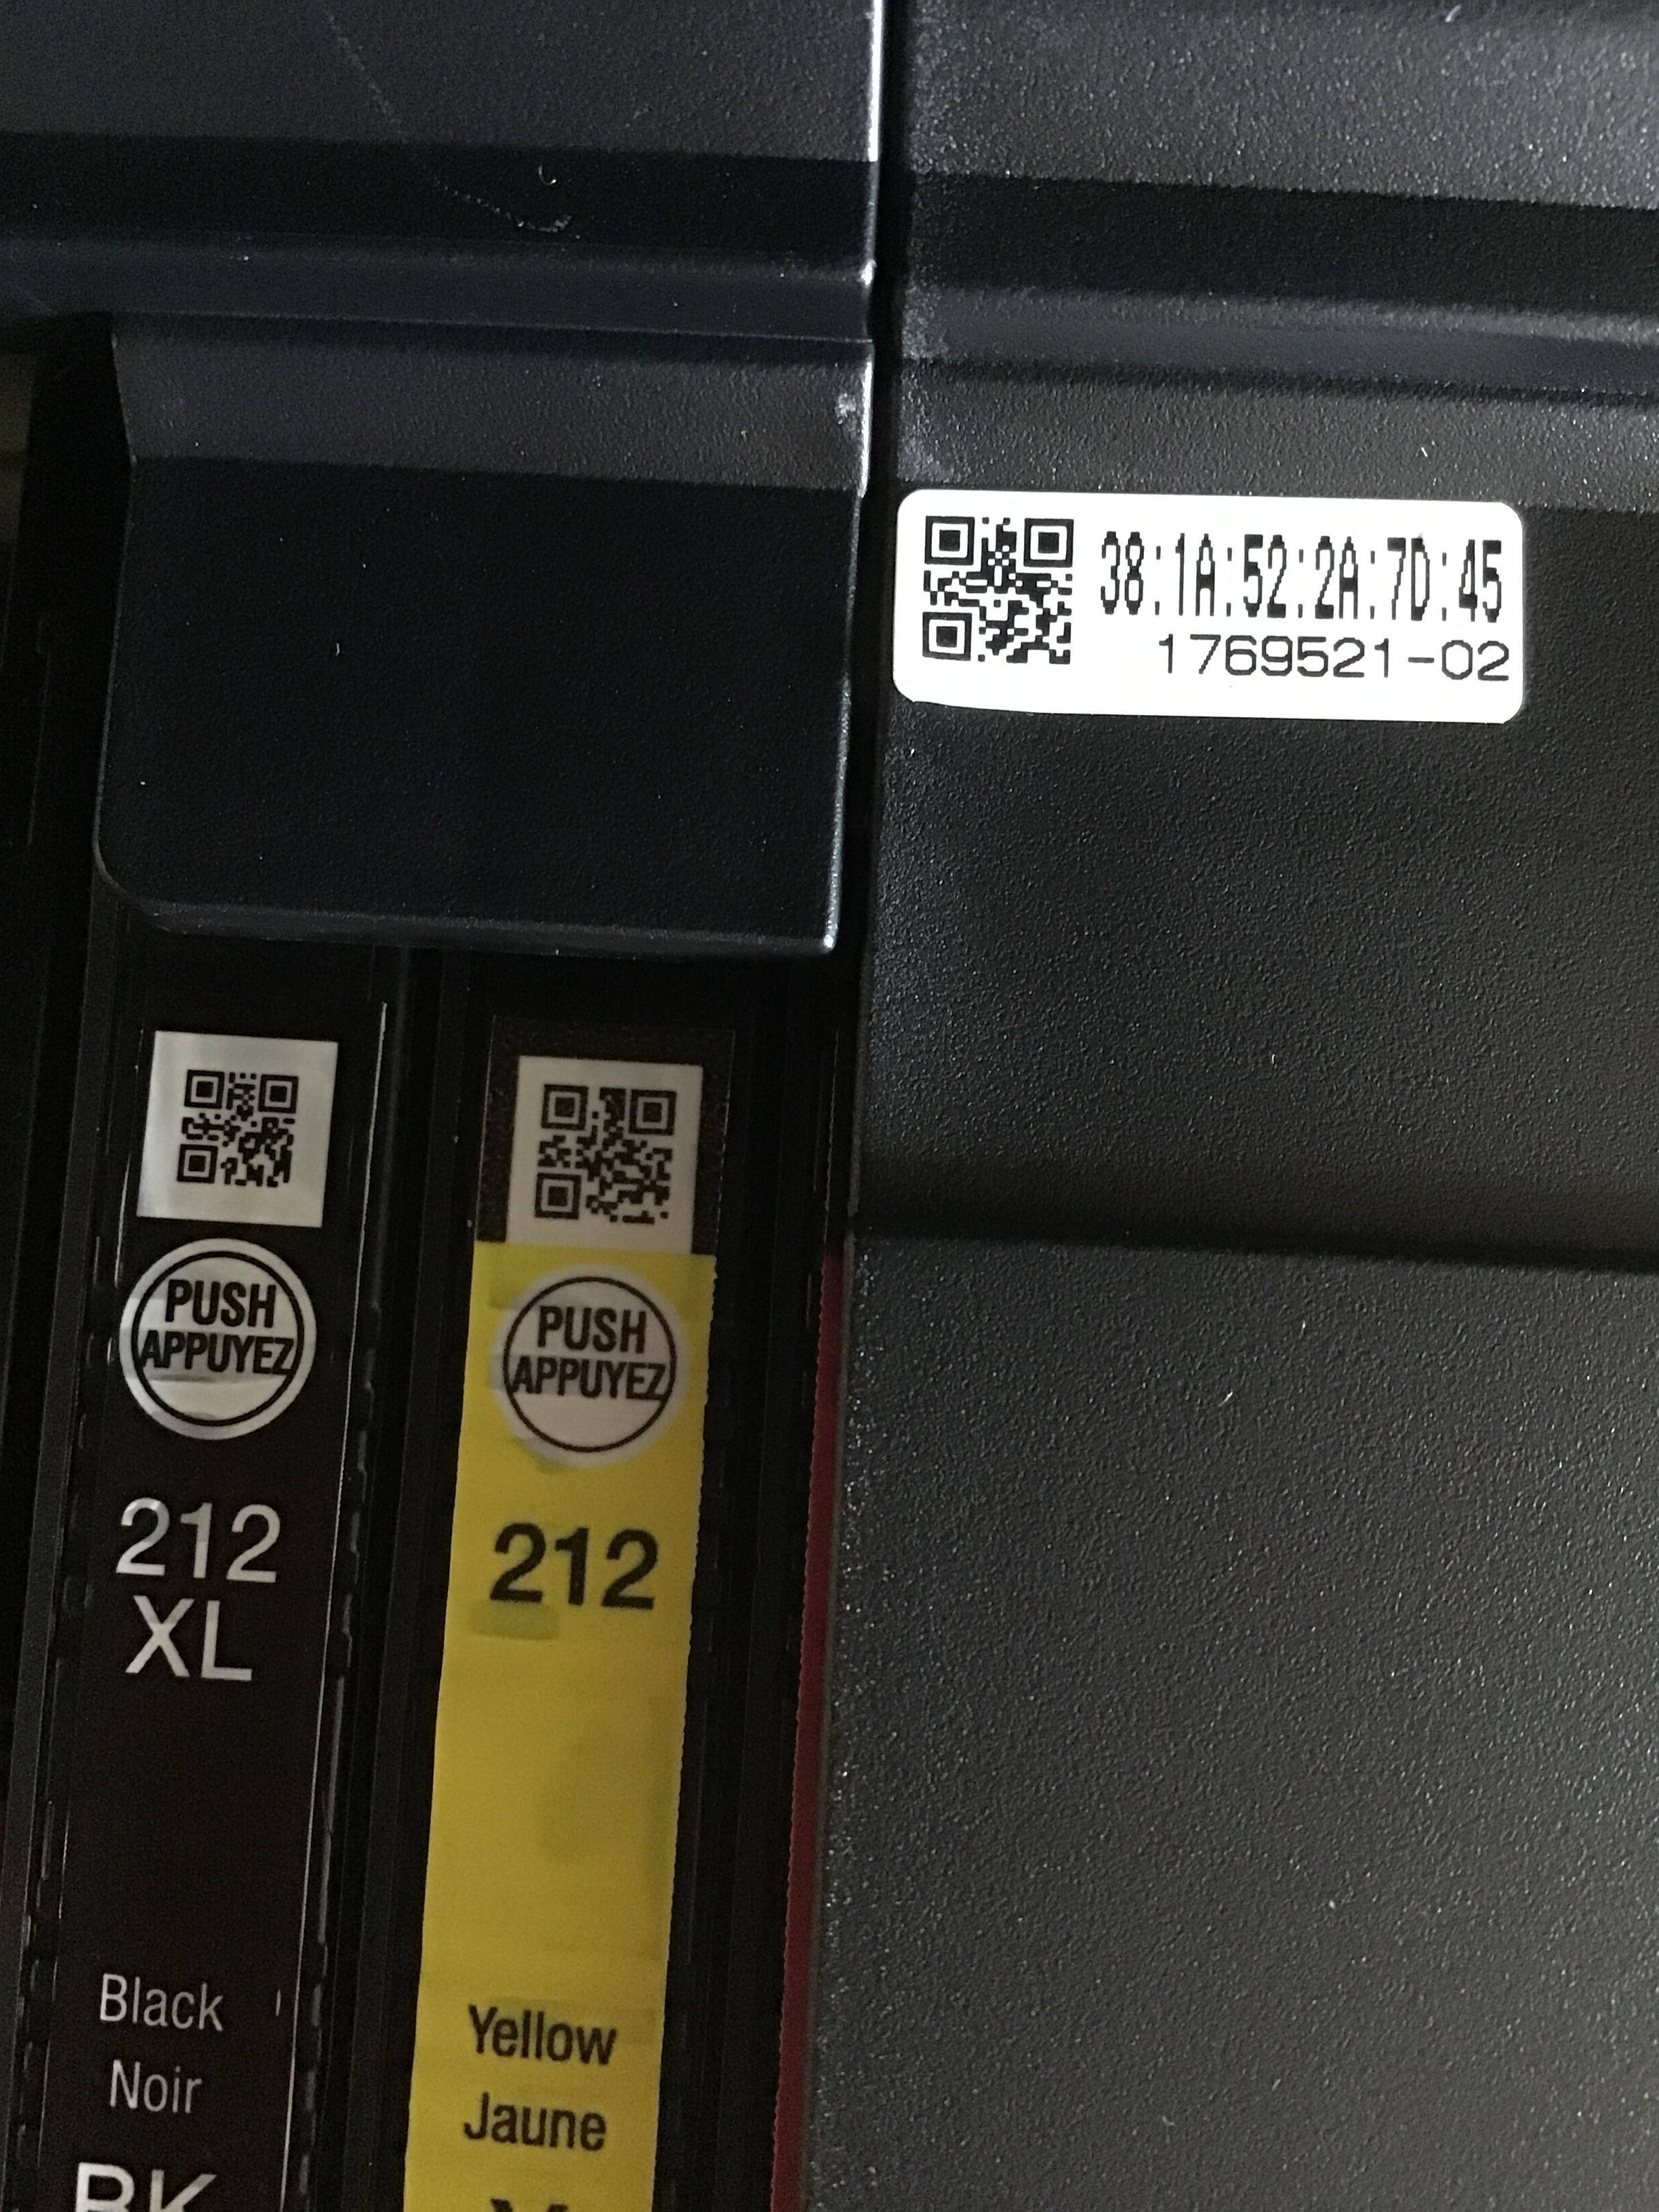 38:1A:52:2A:7D:45
1769521-02
PUSH
APPUYEZ
212
XL
Black
Noir
BK
PUSH
APPUYEZ
212
Yellow
Jaune
Y